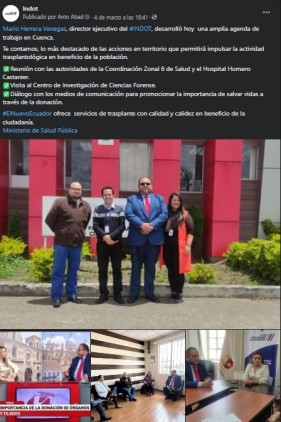 Indot
Publicado por Anto Abad · 4 de marzo a las 19:41
Mario Herrera Venegas, director ejecutivo del #INDOT, desarrolló hoy una amplia agenda de
trabajo en Cuenca.
Te contamos, lo más destacado de las acciones en territorio que permitirá impulsar la actividad
trasplantológica en beneficio de la población.
✅Reunión con las autoridades de la Coordinación Zonal 6 de Salud y el Hospital Homero
Castanier.
✅Visita al Centro de Investigación de Ciencias Forense.
✅Diálogo con los medios de comunicación para promocionar la importancia de salvar vidas a
través de la donación.
#ElNuevoEcuador ofrece servicios de trasplante con calidad y calidez en beneficio de la
ciudadanía.
Ministerio de Salud Pública
IMPORTANCIA DE LA DONACIÓN DE ÓRGANOS
Y TEJIDOS